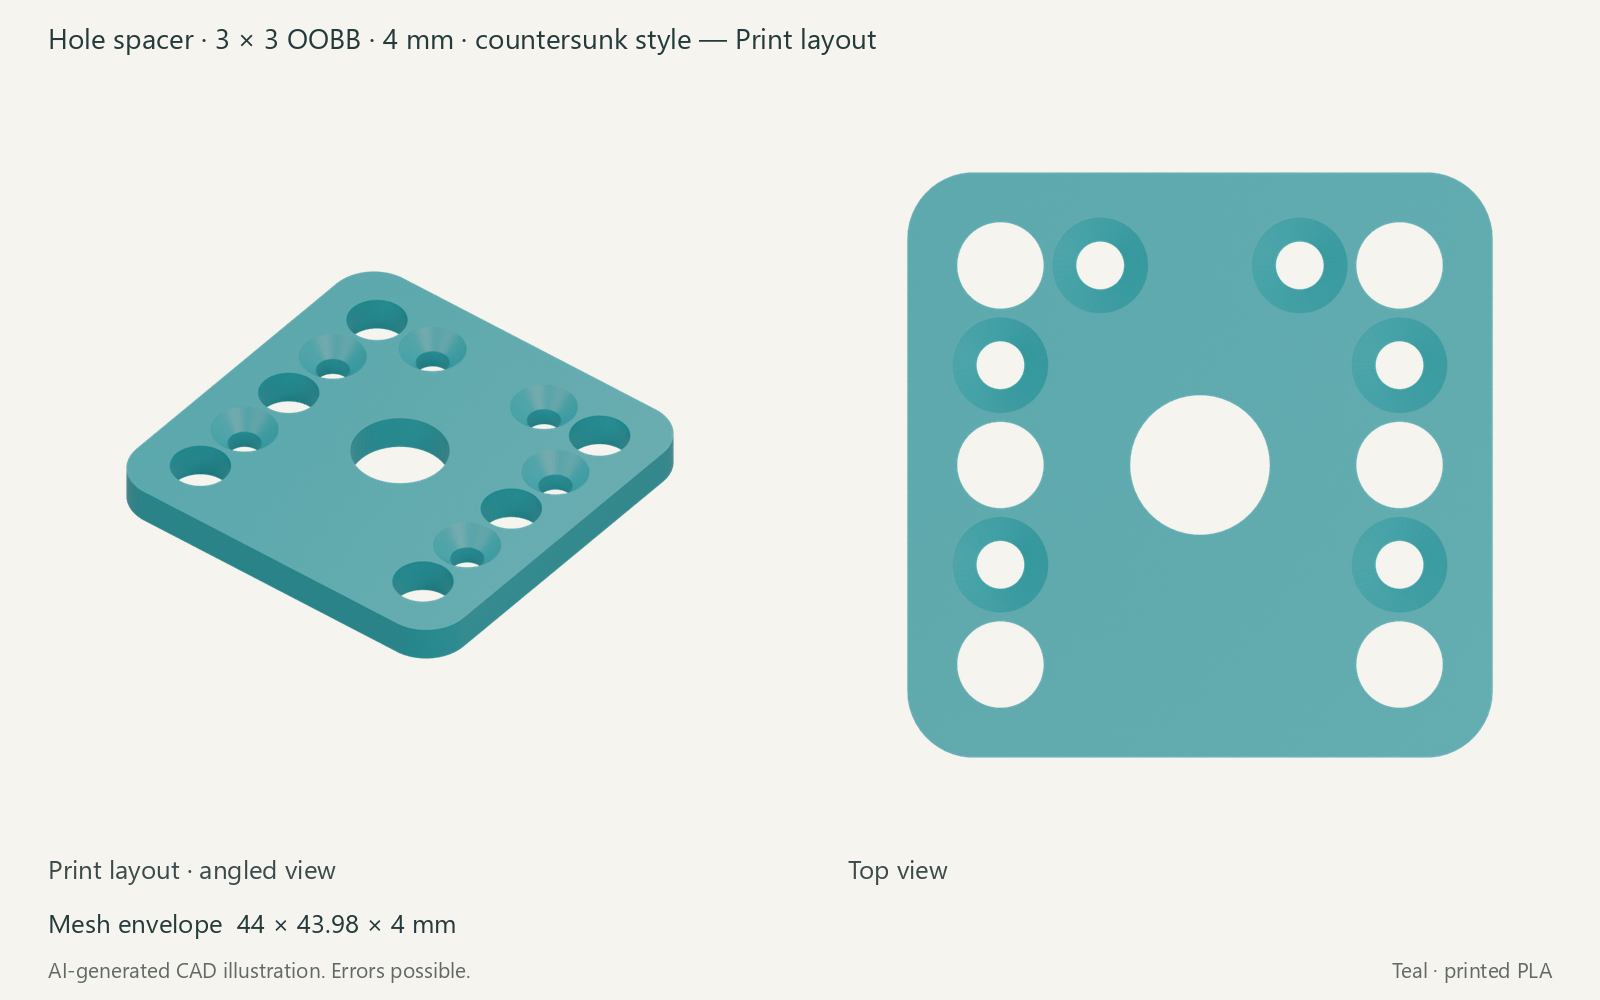 Hole spacer · 3 × 3 OOBB · 4 mm · countersunk style — Print layout
Print layout · angled view
Top view
Mesh envelope 44 × 43.98 × 4 mm
AI-generated CAD illustration. Errors possible.
Teal · printed PLA